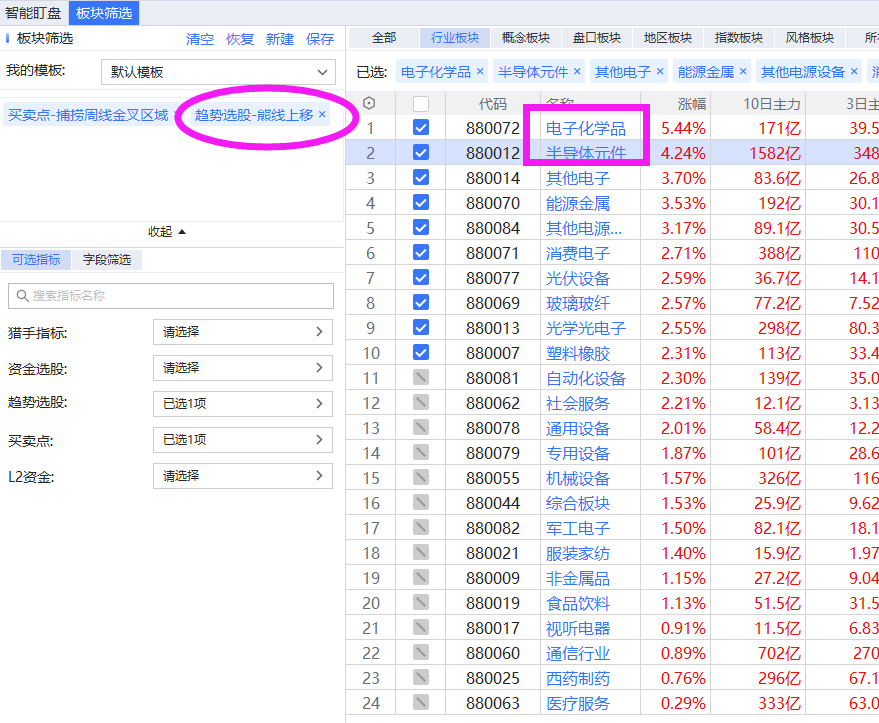 智能盯盘 板块筛选
板块筛选 清空 恢复 新建 保存
我的模板: 默认模板
买卖点-捕捞周线金叉区域 趋势选股-能线上移 ×
收起
可选指标 字段筛选
搜索指标名称
猎手指标: 请选择
资金选股: 请选择
趋势选股: 已选1项
买卖点: 已选1项
L2资金: 请选择
全部 行业板块 概念板块 盘口板块 地区板块 指数板块 风格板块 所
已选: 电子化学品 × 半导体元件 × 其他电子 × 能源金属 × 其他电源设备 ×
代码 名称 涨幅 10日主力 3日主
1 880072 电子化学品 5.44% 171亿 39.5
2 880012 半导体元件 4.24% 1582亿 348
3 880014 其他电子 3.70% 83.6亿 26.8
4 880070 能源金属 3.53% 192亿 30.1
5 880084 其他电源... 3.17% 89.1亿 30.5
6 880071 消费电子 2.71% 388亿 110
7 880077 光伏设备 2.59% 36.7亿 14.1
8 880069 玻璃玻纤 2.57% 77.2亿 7.52
9 880013 光学光电子 2.55% 298亿 80.3
10 880007 塑料橡胶 2.31% 113亿 33.4
11 880081 自动化设备 2.30% 139亿 35.0
12 880062 社会服务 2.21% 12.1亿 3.13
13 880078 通用设备 2.01% 58.4亿 12.2
14 880079 专用设备 1.87% 101亿 28.6
15 880055 机械设备 1.57% 326亿 116
16 880044 综合板块 1.53% 25.9亿 9.62
17 880082 军工电子 1.50% 82.1亿 18.1
18 880021 服装家纺 1.40% 15.9亿 1.97
19 880009 非金属品 1.15% 27.2亿 9.04
20 880019 食品饮料 1.13% 51.5亿 31.5
21 880017 视听电器 0.91% 11.5亿 6.83
22 880060 通信行业 0.89% 702亿 270
23 880025 西药制药 0.76% 296亿 67.1
24 880063 医疗服务 0.29% 333亿 63.0